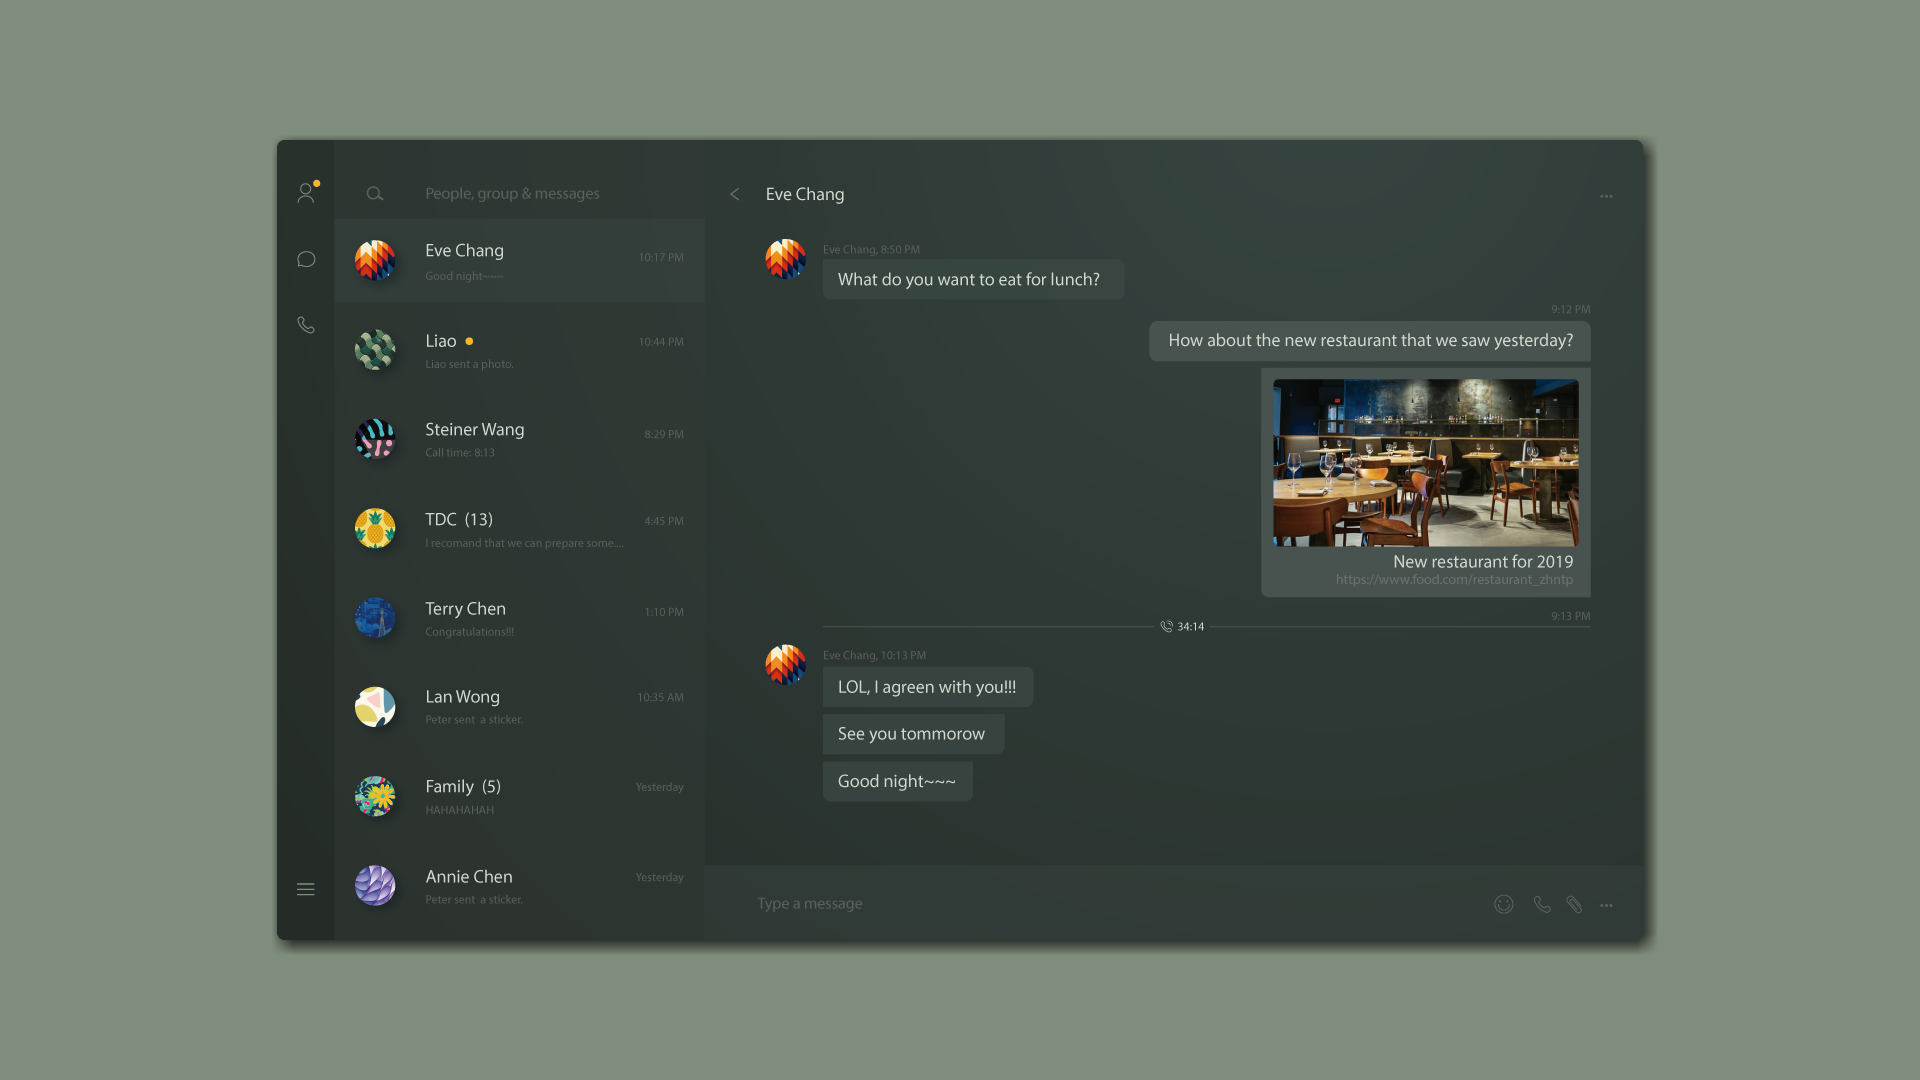 People, group & messages
Eve Chang
10:17 PM
Good night~~~~
Liao
10:44 PM
Liao sent a photo.
Steiner Wang
8:29 PM
Call time: 8:13
TDC (13)
4:45 PM
I recomand that we can prepare some....
Terry Chen
1:10 PM
Congratulations!!!
Lan Wong
10:35 AM
Peter sent a sticker.
Family (5)
Yesterday
HAHAHAHAH
Annie Chen
Yesterday
Peter sent a sticker.
Eve Chang
Eve Chang, 8:50 PM
What do you want to eat for lunch?
9:12 PM
How about the new restaurant that we saw yesterday?
New restaurant for 2019
https://www.food.com/restaurant_zhntp
9:13 PM
34:14
Eve Chang, 10:13 PM
LOL, I agreen with you!!!
See you tommorow
Good night~~~
Type a message